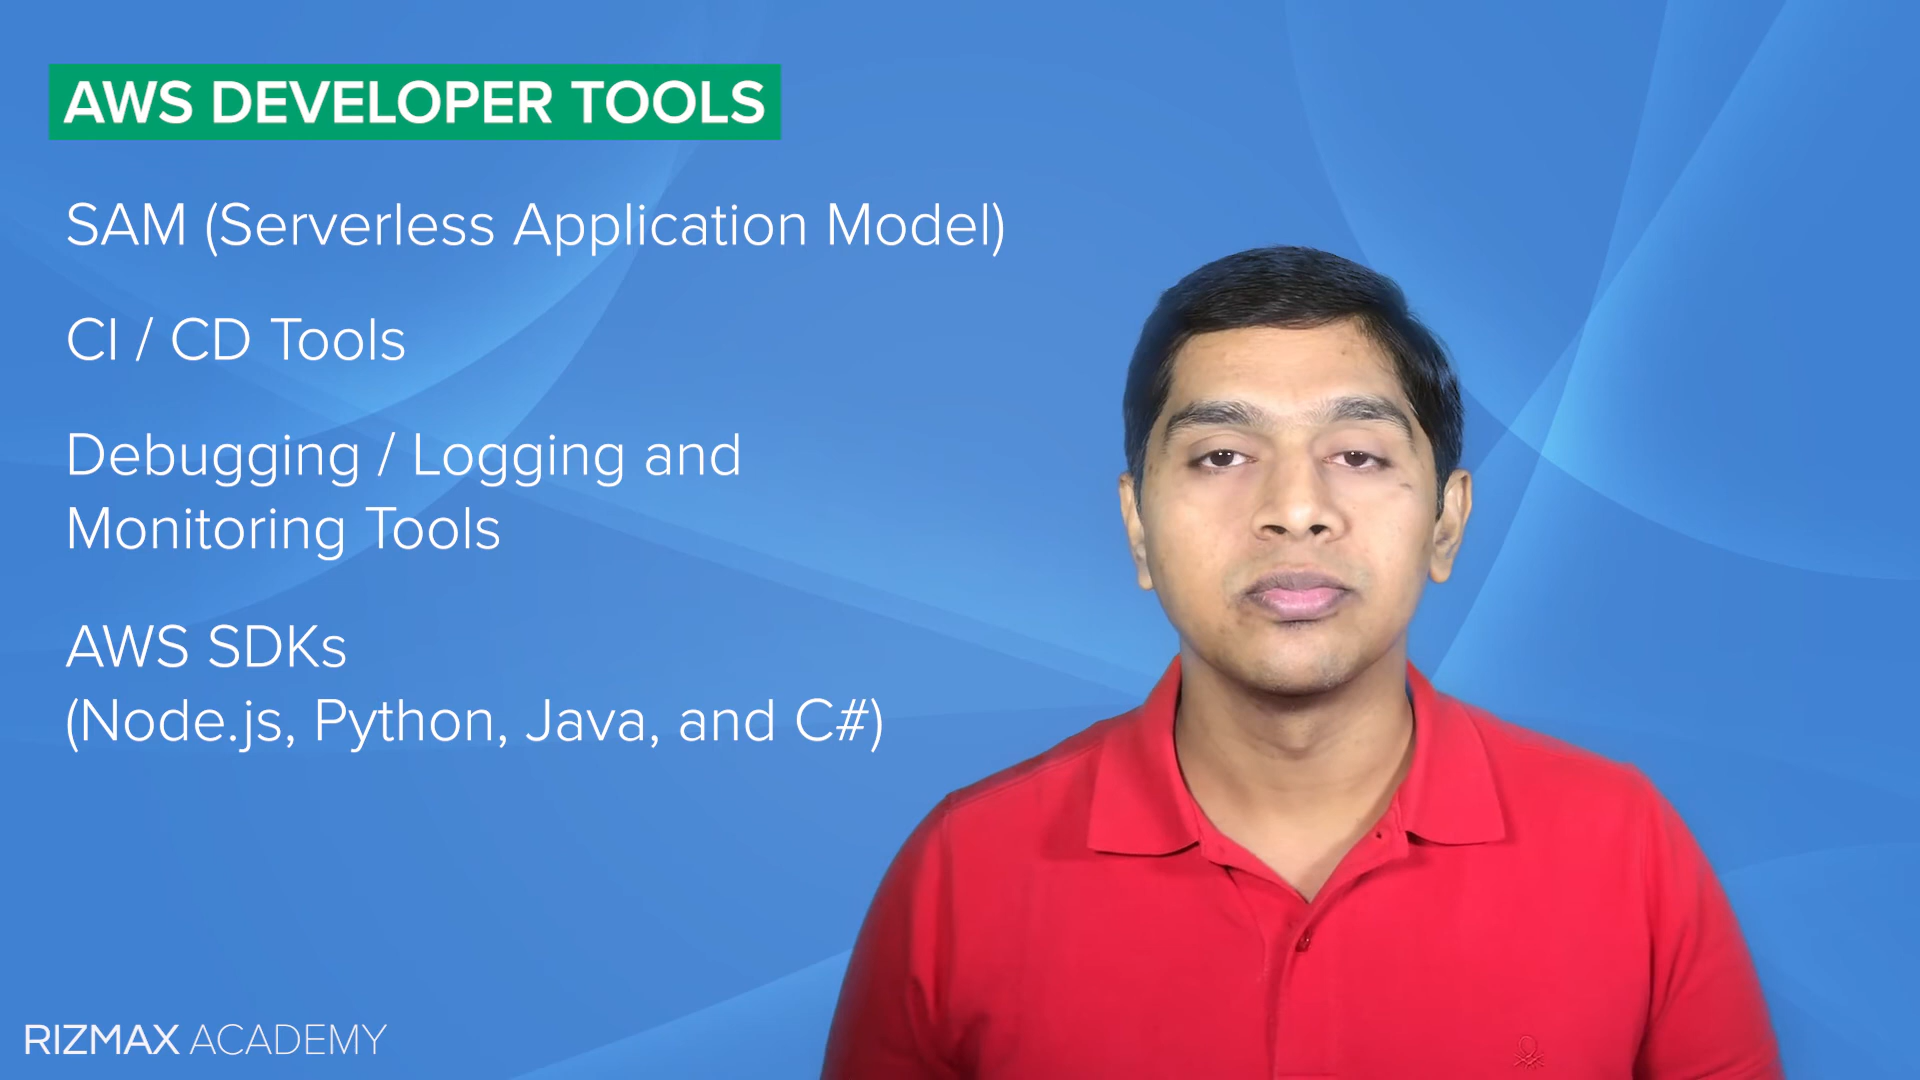 AWS DEVELOPER TOOLS
SAM (Serverless Application Model)
CI / CD Tools
Debugging / Logging and
Monitoring Tools
AWS SDKs
(Node.js, Python, Java, and C#)
RIZMAX ACADEMY